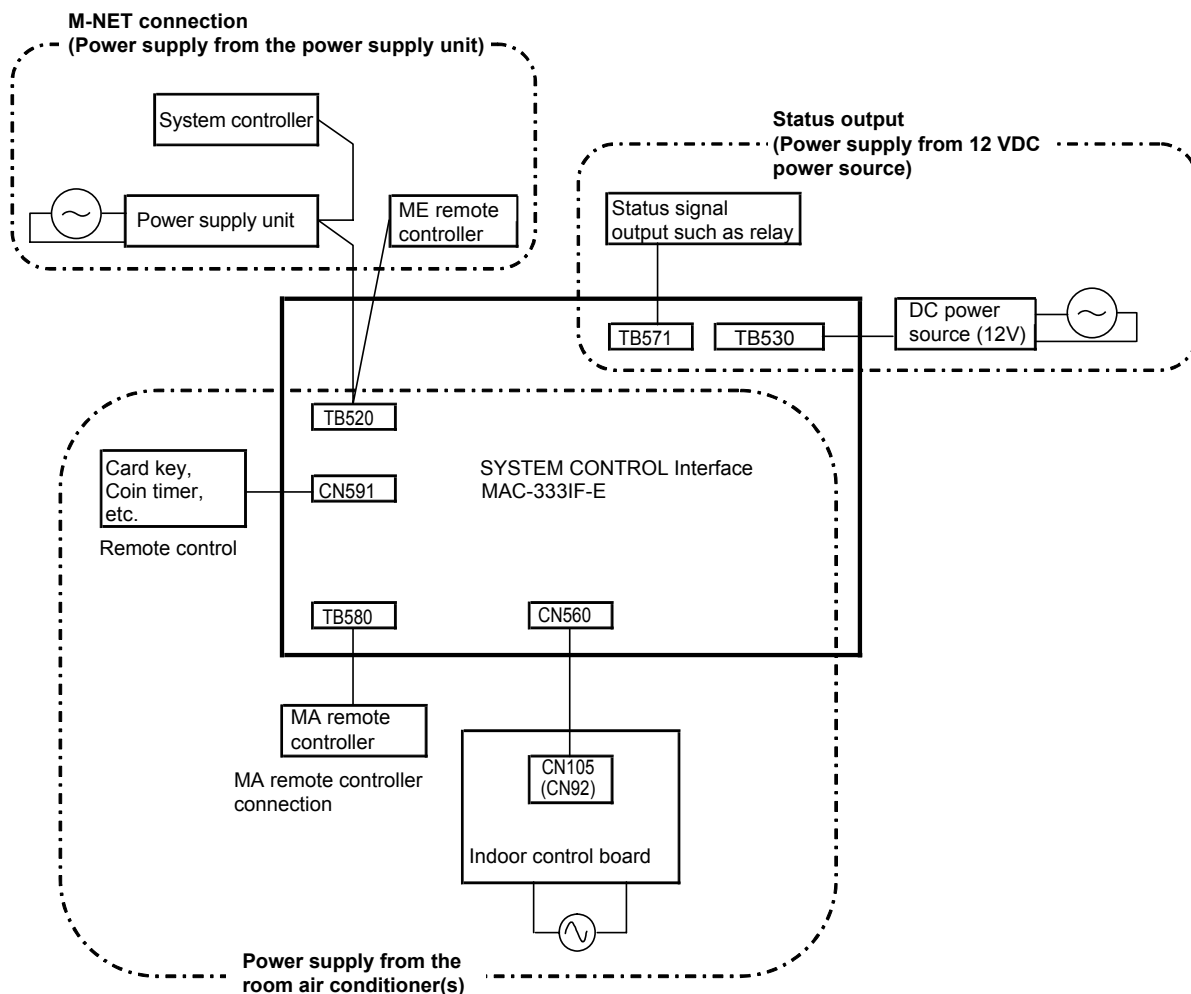 M-NET connection
(Power supply from the power supply unit)
System controller
Power supply unit
ME remote
controller
Status output
(Power supply from 12 VDC
power source)
Status signal
output such as relay
DC power
source (12V)
TB571
TB530
TB520
Card key,
Coin timer,
etc.
CN591
Remote control
SYSTEM CONTROL Interface
MAC-333IF-E
TB580
CN560
MA remote
controller
MA remote controller
connection
CN105
(CN92)
Indoor control board
Power supply from the
room air conditioner(s)